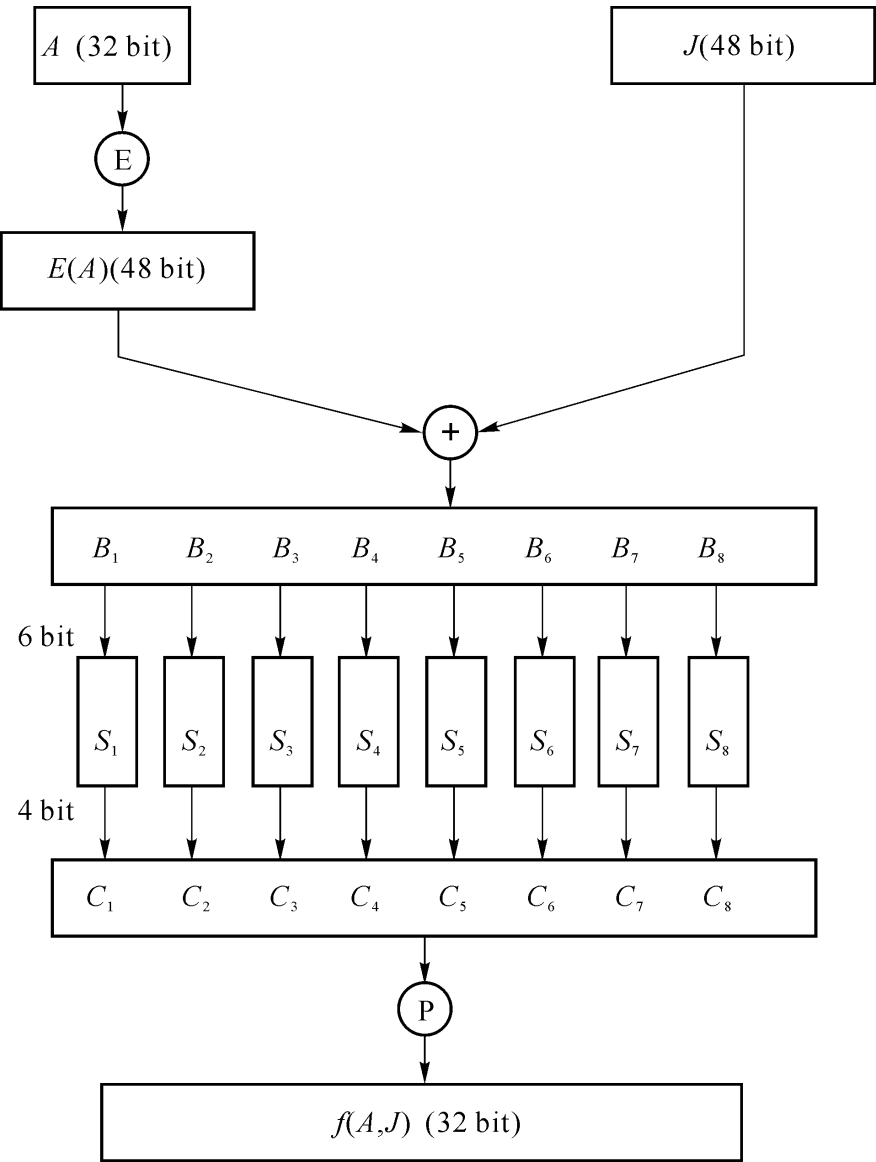 A (32 bit) J(48 bit)
E
E(A)(48 bit)
+
B₁ B₂ B₃ B₄ B₅ B₆ B₇ B₈
6 bit
S₁ S₂ S₃ S₄ S₅ S₆ S₇ S₈
4 bit
C₁ C₂ C₃ C₄ C₅ C₆ C₇ C₈
P
f(A,J) (32 bit)